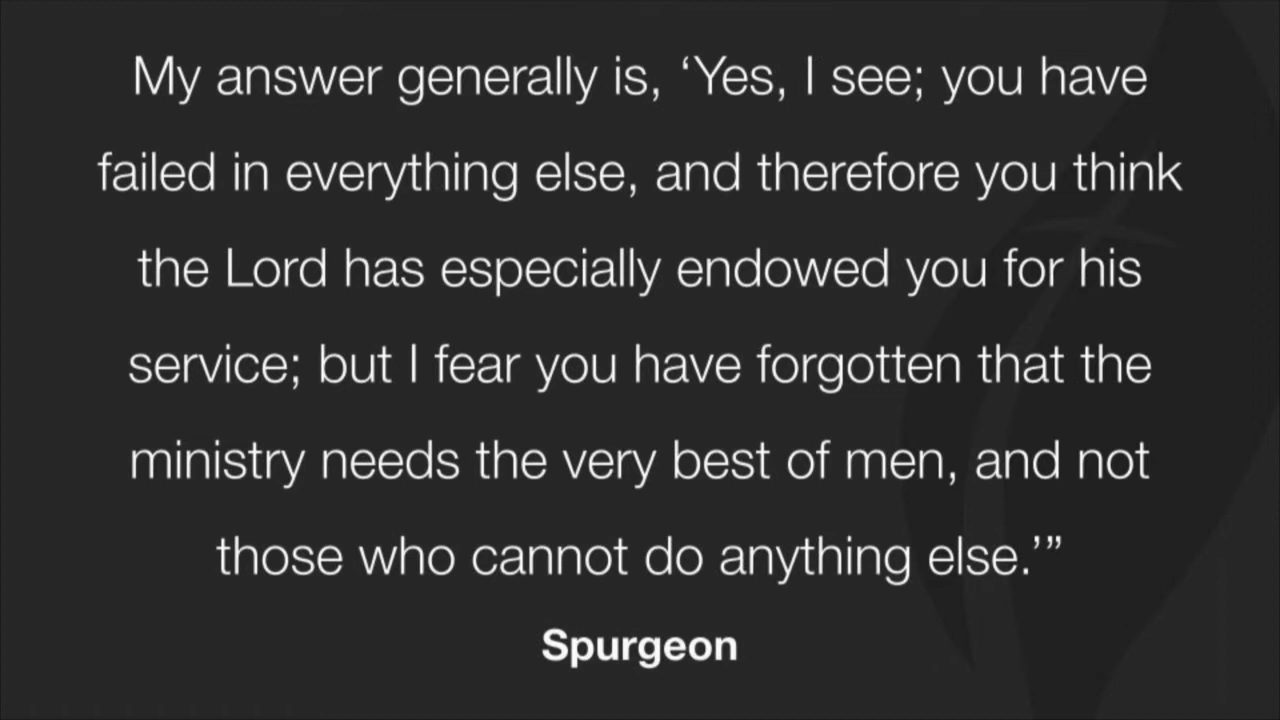 My answer generally is, ‘Yes, I see; you have
failed in everything else, and therefore you think
the Lord has especially endowed you for his
service; but I fear you have forgotten that the
ministry needs the very best of men, and not
those who cannot do anything else.’”
Spurgeon